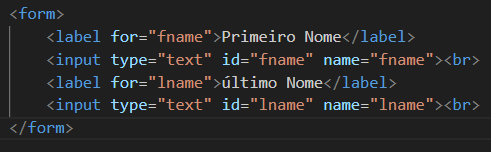 <form>
<label for="fname">Primeiro Nome</label>
<input type="text" id="fname" name="fname"><br>
<label for="lname">último Nome</label>
<input type="text" id="lname" name="lname"><br>
</form>